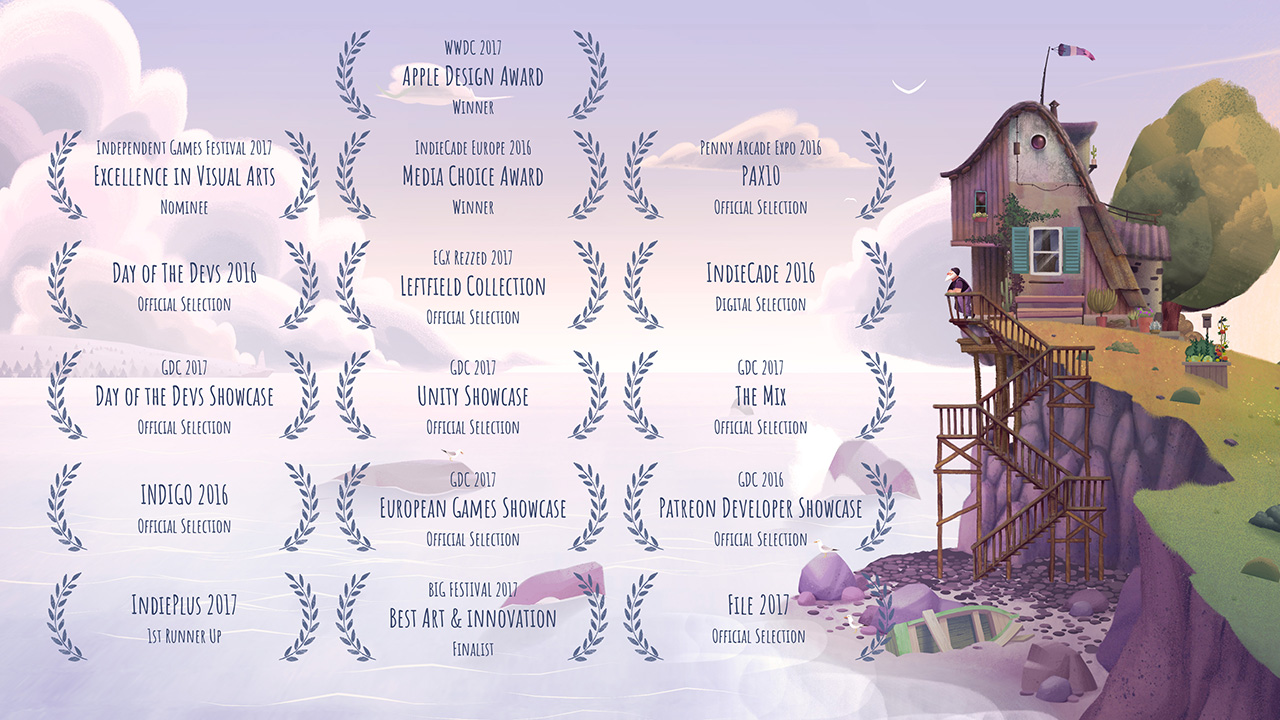 WWDC 2017
Apple Design Award
Winner
Independent Games Festival 2017
Excellence in Visual Arts
Nominee
IndieCade Europe 2016
Media Choice Award
Winner
Penny Arcade Expo 2016
PAX10
Official Selection
Day of The Devs 2016
Official Selection
EGX Rezzed 2017
Leftfield Collection
Official Selection
IndieCade 2016
Digital Selection
GDC 2017
Day of the Devs Showcase
Official Selection
GDC 2017
Unity Showcase
Official Selection
GDC 2017
The Mix
Official Selection
INDIGO 2016
Official Selection
GDC 2017
European Games Showcase
Official Selection
GDC 2016
Patreon Developer Showcase
Official Selection
IndiePlus 2017
1st Runner Up
BIG Festival 2017
Best Art & innovation
Finalist
File 2017
Official Selection